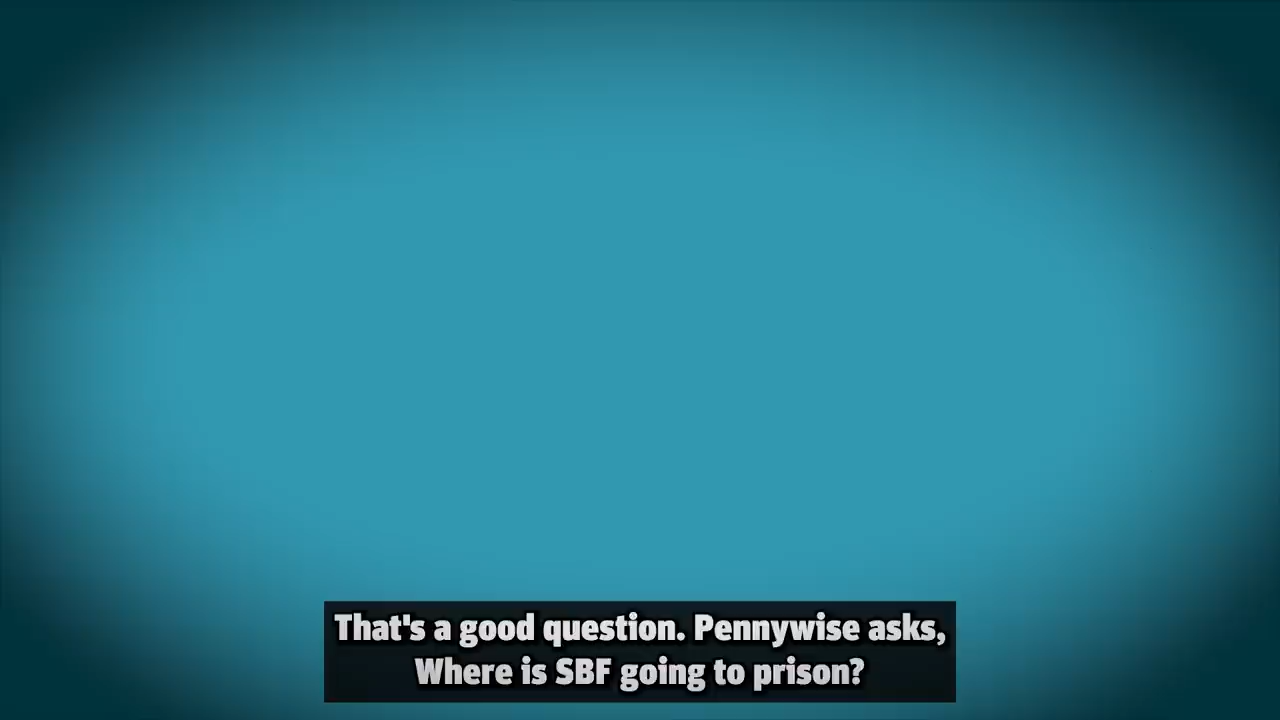 That's a good question. Pennywise asks,
Where is SBF going to prison?